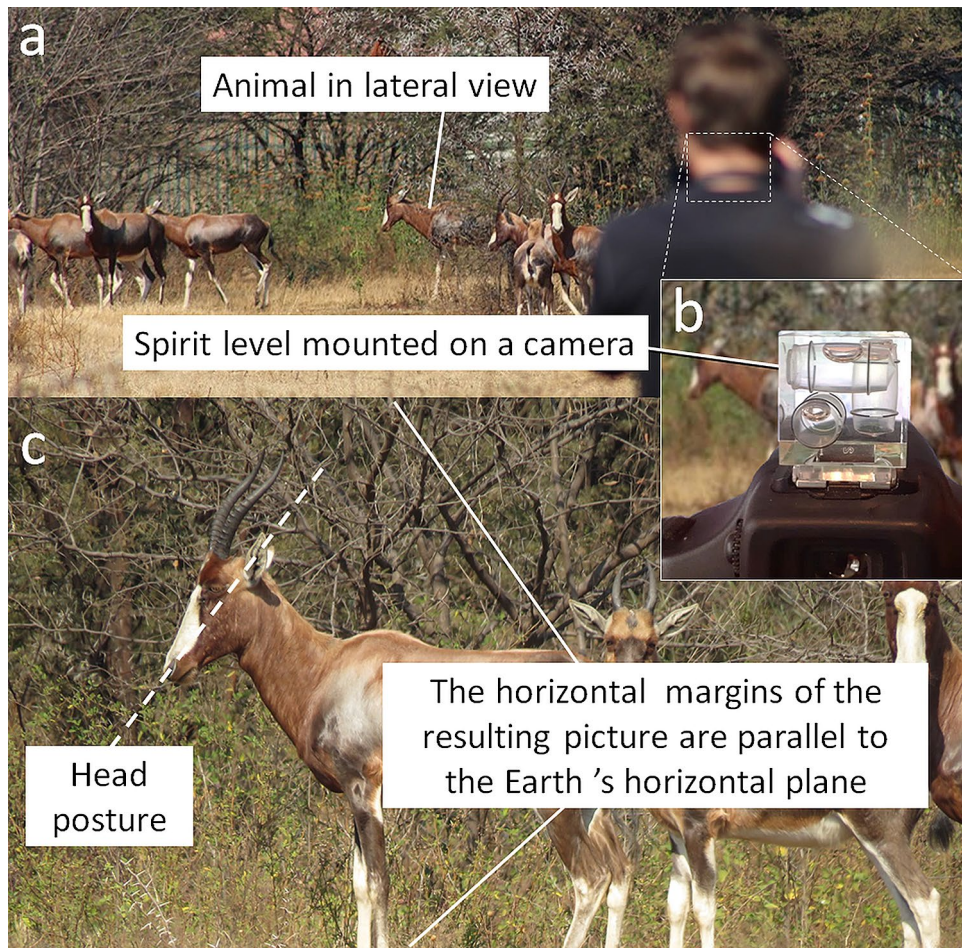 a
Animal in lateral view
Spirit level mounted on a camera
b
c
The horizontal margins of the
resulting picture are parallel to
the Earth 's horizontal plane
Head
posture